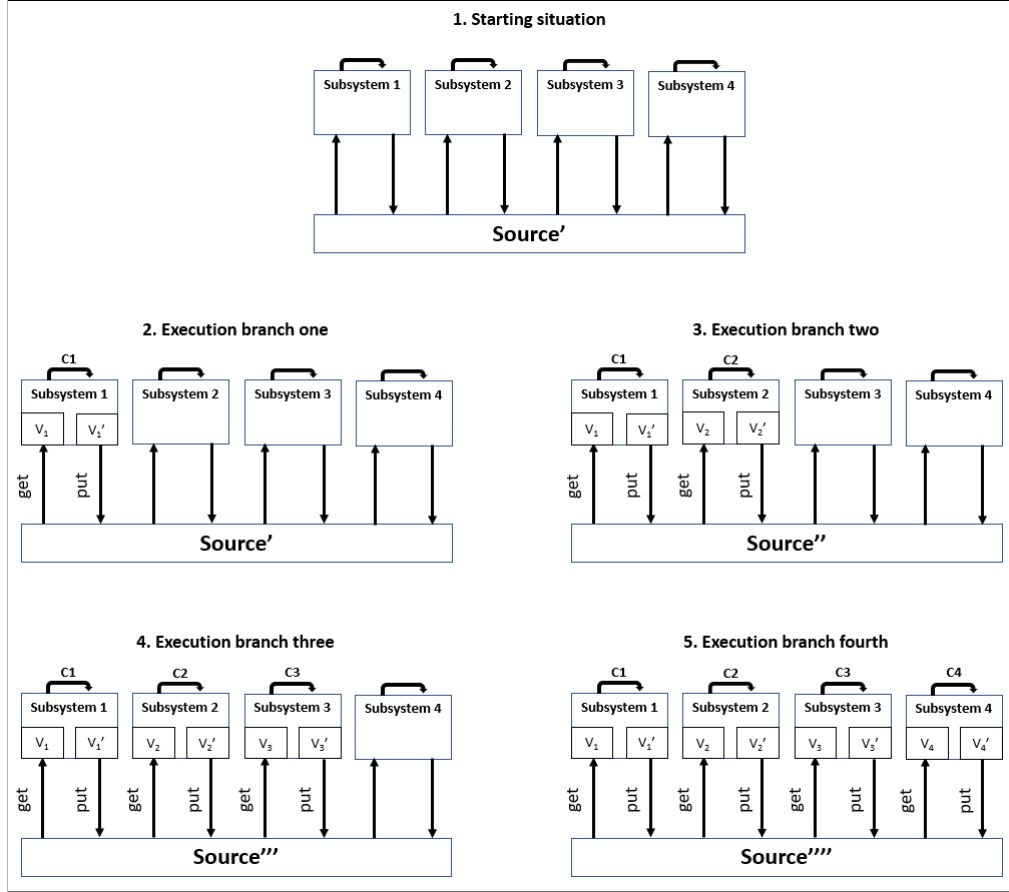 1. Starting situation
Subsystem 1 Subsystem 2 Subsystem 3 Subsystem 4
Source’
2. Execution branch one
C1
Subsystem 1 Subsystem 2 Subsystem 3 Subsystem 4
V₁ V₁’
get put
Source’
3. Execution branch two
C1 C2
Subsystem 1 Subsystem 2 Subsystem 3 Subsystem 4
V₁ V₁’ V₂ V₂’
get put get put
Source’’
4. Execution branch three
C1 C2 C3
Subsystem 1 Subsystem 2 Subsystem 3 Subsystem 4
V₁ V₁’ V₂ V₂’ V₃ V₃’
get put get put get put
Source’’’
5. Execution branch fourth
C1 C2 C3 C4
Subsystem 1 Subsystem 2 Subsystem 3 Subsystem 4
V₁ V₁’ V₂ V₂’ V₃ V₃’ V₄ V₄’
get put get put get put get put
Source’’’’